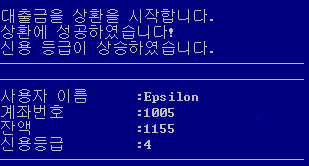 대출금을 상환을 시작합니다.
상환에 성공하였습니다!
신용 등급이 상승하였습니다.
사용자 이름 :Epsilon
계좌번호 :1005
잔액 :1155
신용등급 :4